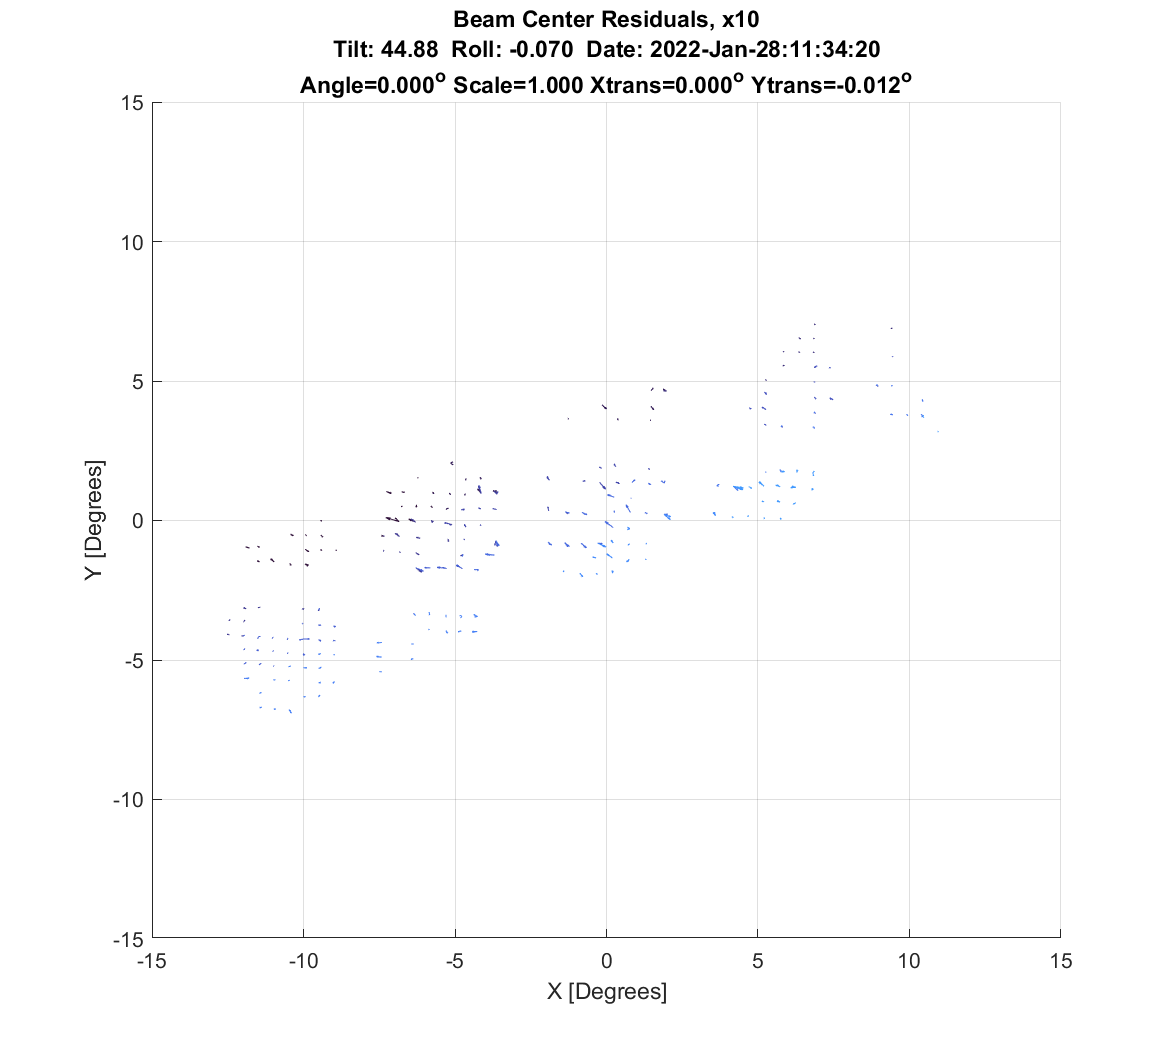 Beam Center Residuals, x10
Tilt: 44.88 Roll: -0.070 Date: 2022-Jan-28:11:34:20
Angle=0.000° Scale=1.000 Xtrans=0.000° Ytrans=-0.012°
15
10
5
0
-5
-10
-15
Y [Degrees]
-15 -10 -5 0 5 10 15
X [Degrees]